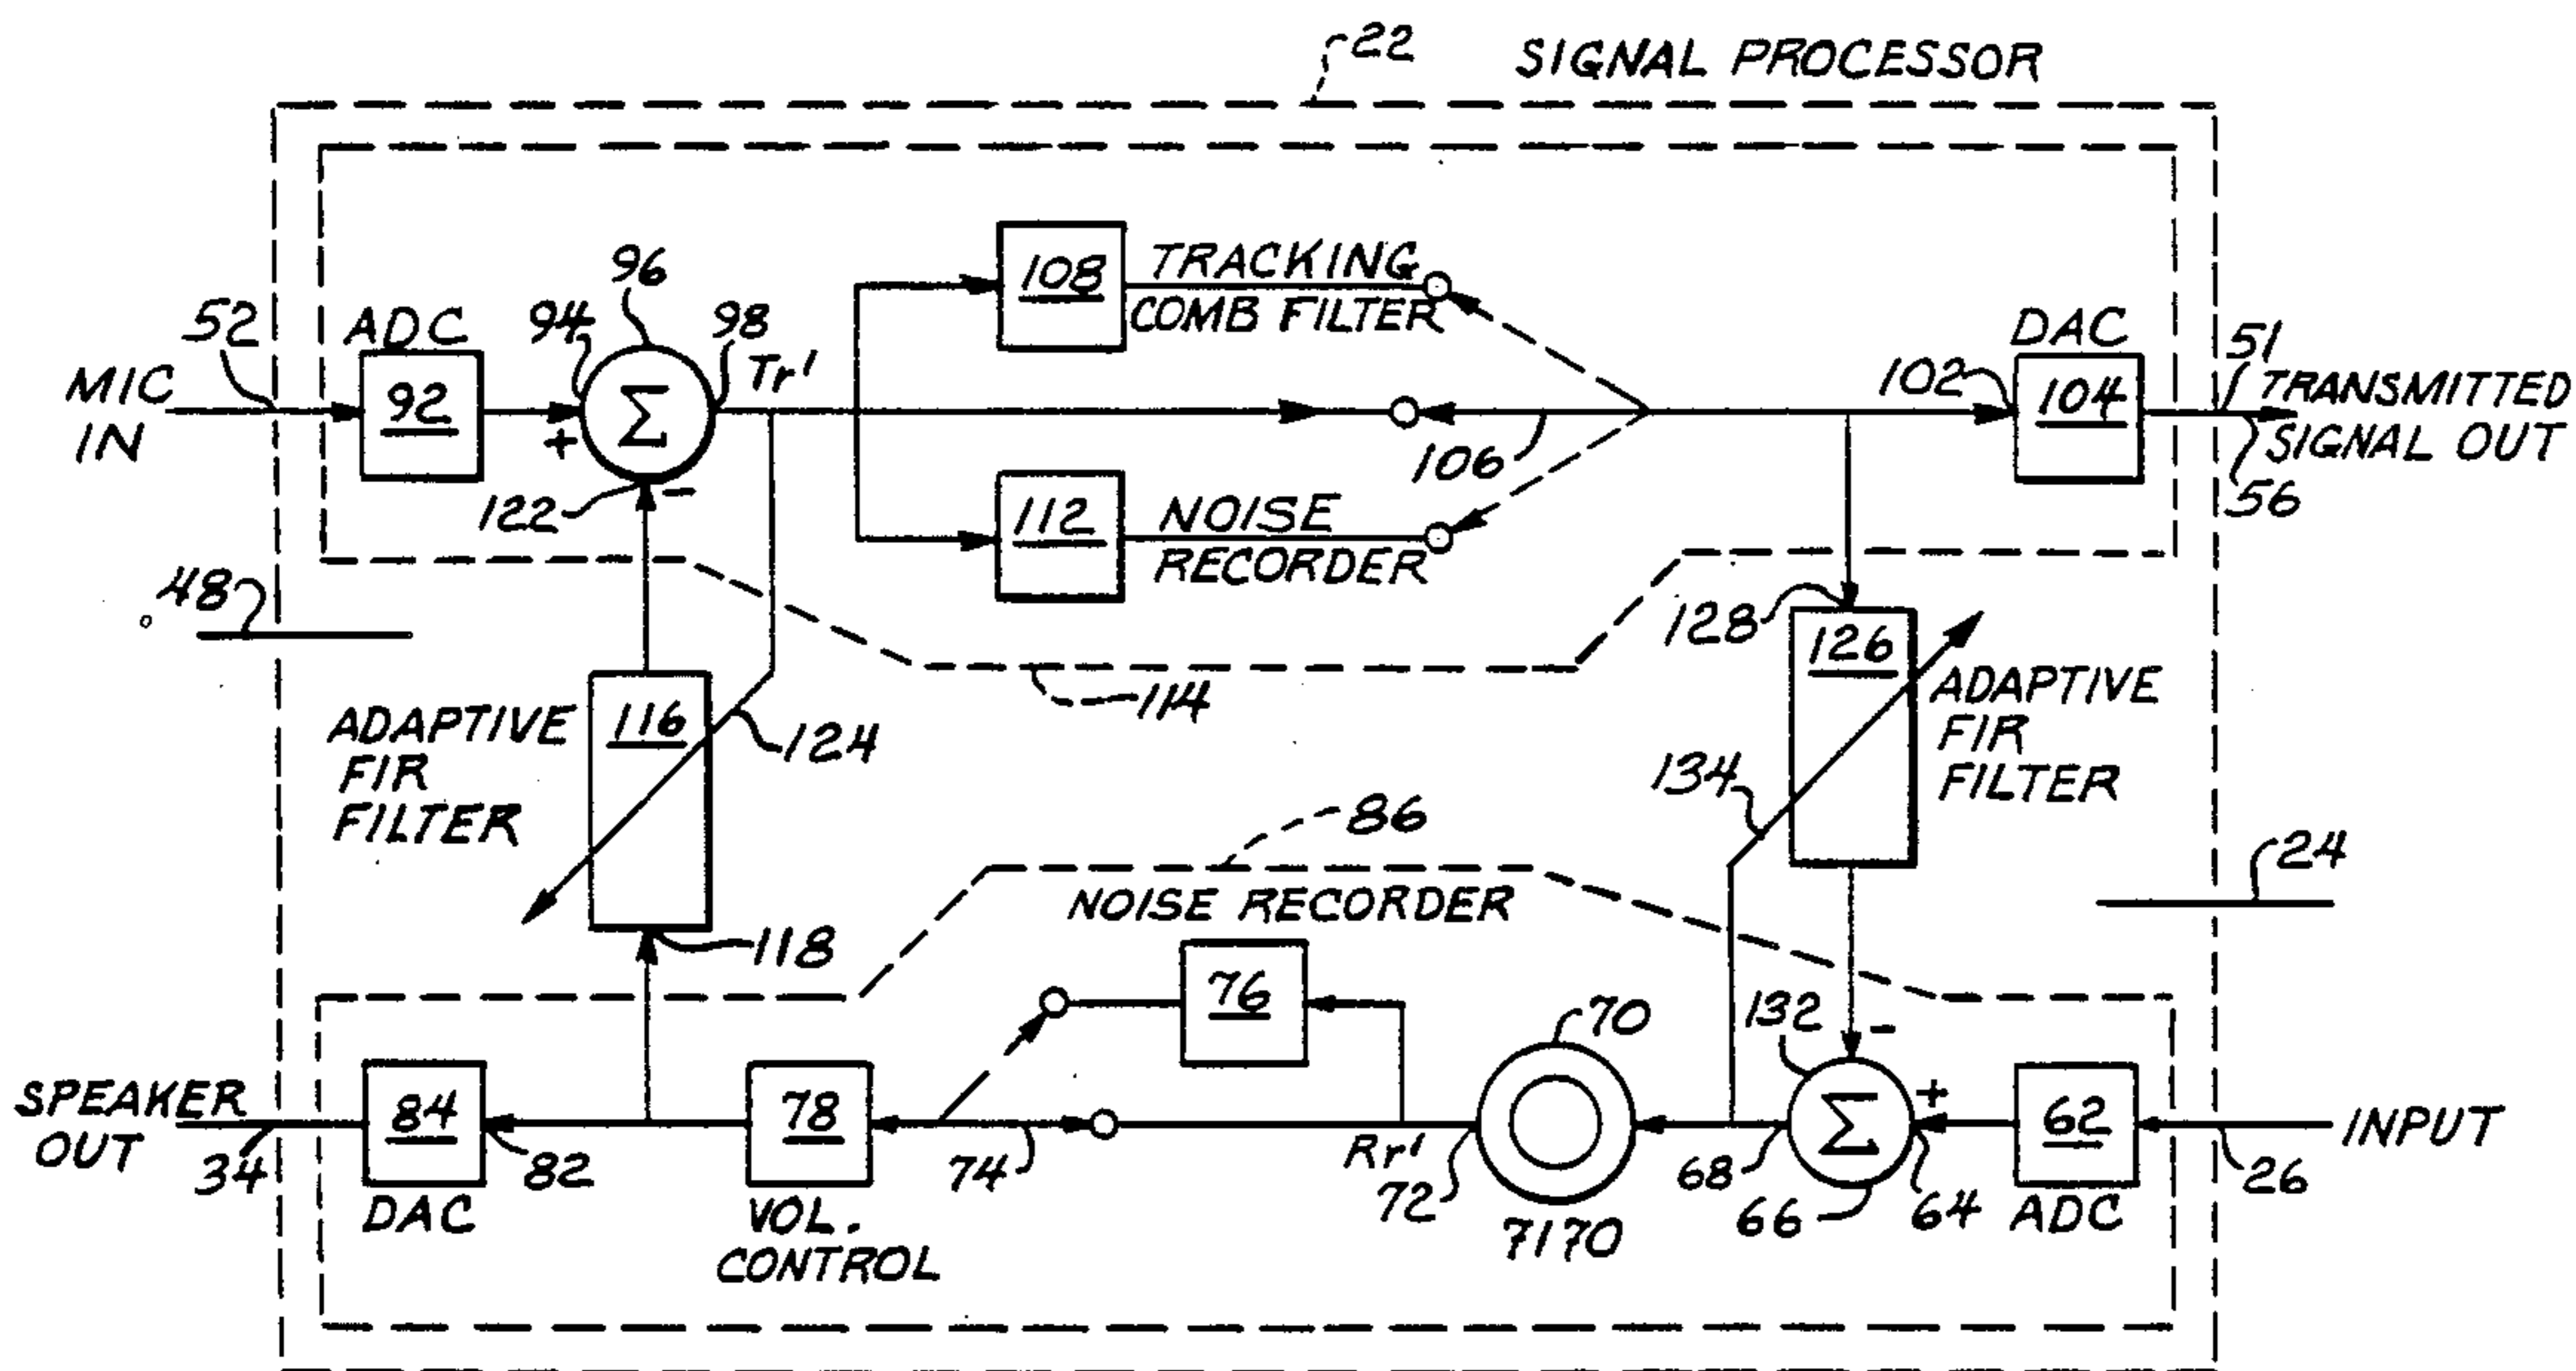 22
SIGNAL PROCESSOR
96
108
TRACKING
COMB FILTER
52
ADC
94
98
Tr'
DAC
51
MIC
IN
92
Σ
+
102
104
TRANSMITTED
SIGNAL OUT
106
56
122
-
112
NOISE
RECORDER
48
128
126
114
116
ADAPTIVE
FIR
FILTER
124
ADAPTIVE
FIR
FILTER
134
86
24
NOISE RECORDER
118
76
132
-
70
SPEAKER
OUT
84
78
+
Σ
62
INPUT
34
82
74
Rr'
72
68
66
64
26
DAC
VOL.
CONTROL
7170
ADC